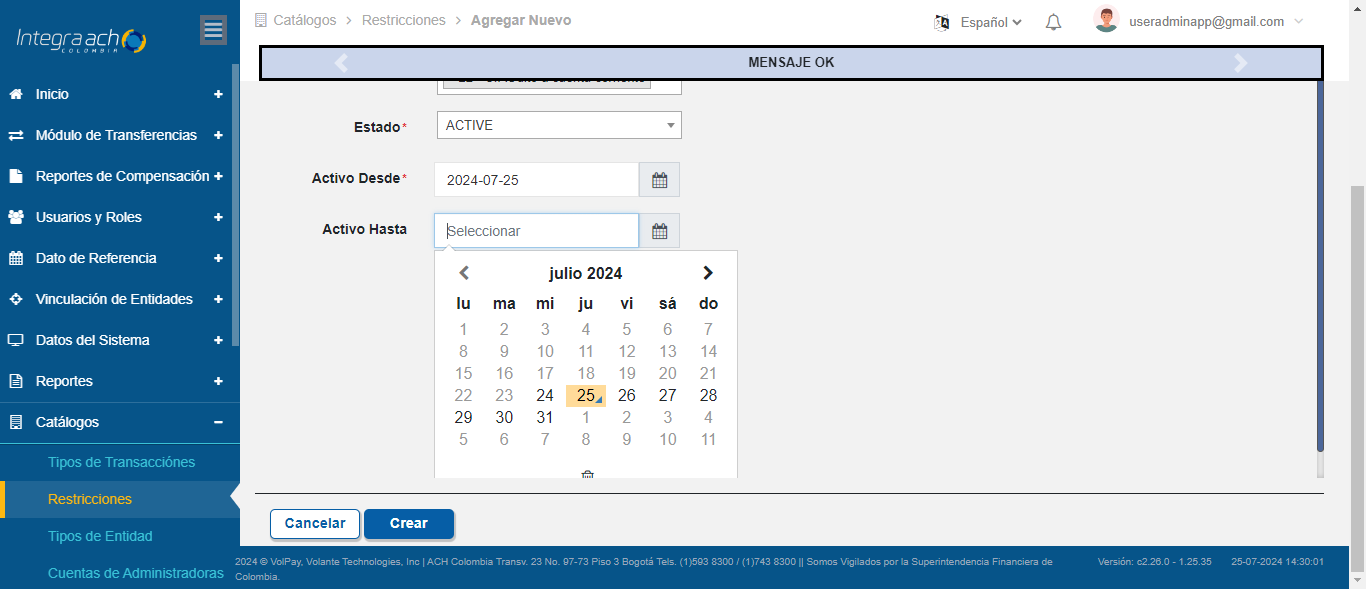 Integra ach
COLOMBIA
Catálogos > Restricciones > Agregar Nuevo
Español
useradminapp@gmail.com
MENSAJE OK
Inicio +
Módulo de Transferencias +
Reportes de Compensación +
Usuarios y Roles +
Dato de Referencia +
Vinculación de Entidades +
Datos del Sistema +
Reportes +
Catálogos −
Tipos de Transacciónes
Restricciones
Tipos de Entidad
Cuentas de Administradoras
Estado* ACTIVE
Activo Desde* 2024-07-25
Activo Hasta Seleccionar
julio 2024
lu ma mi ju vi sá do
1 2 3 4 5 6 7
8 9 10 11 12 13 14
15 16 17 18 19 20 21
22 23 24 25 26 27 28
29 30 31 1 2 3 4
5 6 7 8 9 10 11
Cancelar Crear
2024 © VolPay, Volante Technologies, Inc | ACH Colombia Transv. 23 No. 97-73 Piso 3 Bogotá Tels. (1)593 8300 / (1)743 8300 || Somos Vigilados por la Superintendencia Financiera de
Colombia.
Versión: c2.26.0 - 1.25.35 25-07-2024 14:30:01